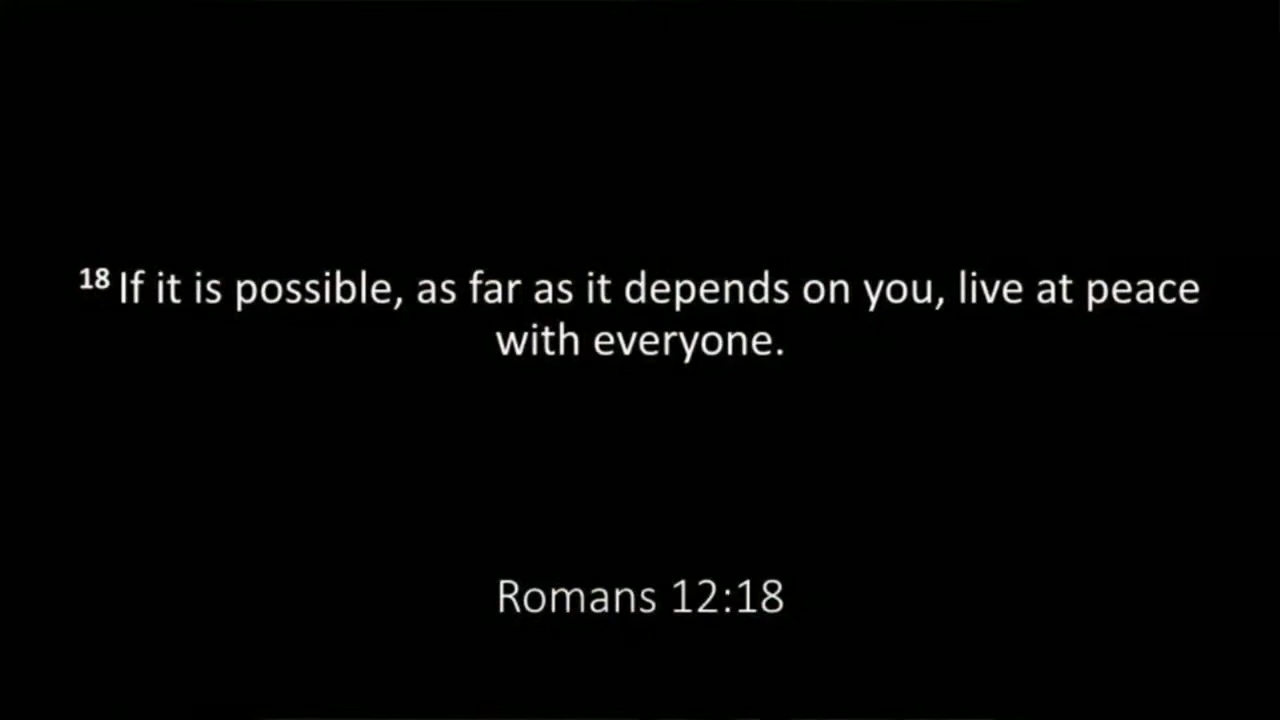 18 If it is possible, as far as it depends on you, live at peace
with everyone.
Romans 12:18